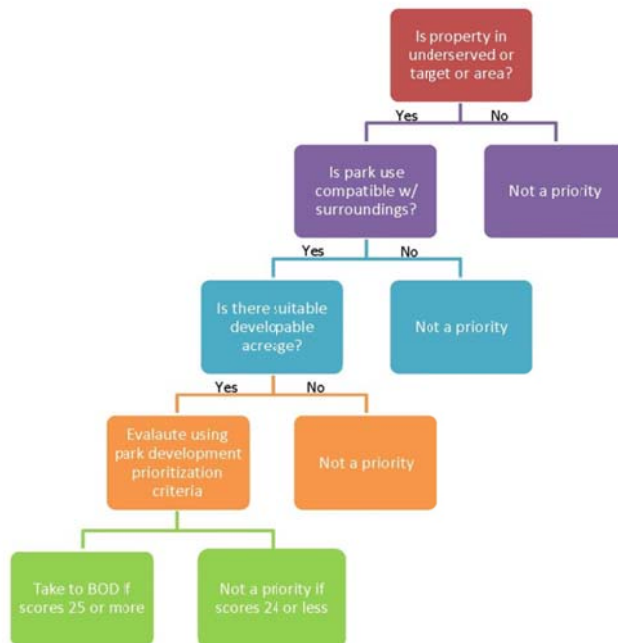 Is property in
underserved or
target or area?
Yes
No
Is park use
compatible w/
surroundings?
Not a priority
Yes
No
Is there suitable
developable
acreage?
Not a priority
Yes
No
Evalaute using
park development
prioritization
criteria
Not a priority
Take to BOD if
scores 25 or more
Not a priority if
scores 24 or less